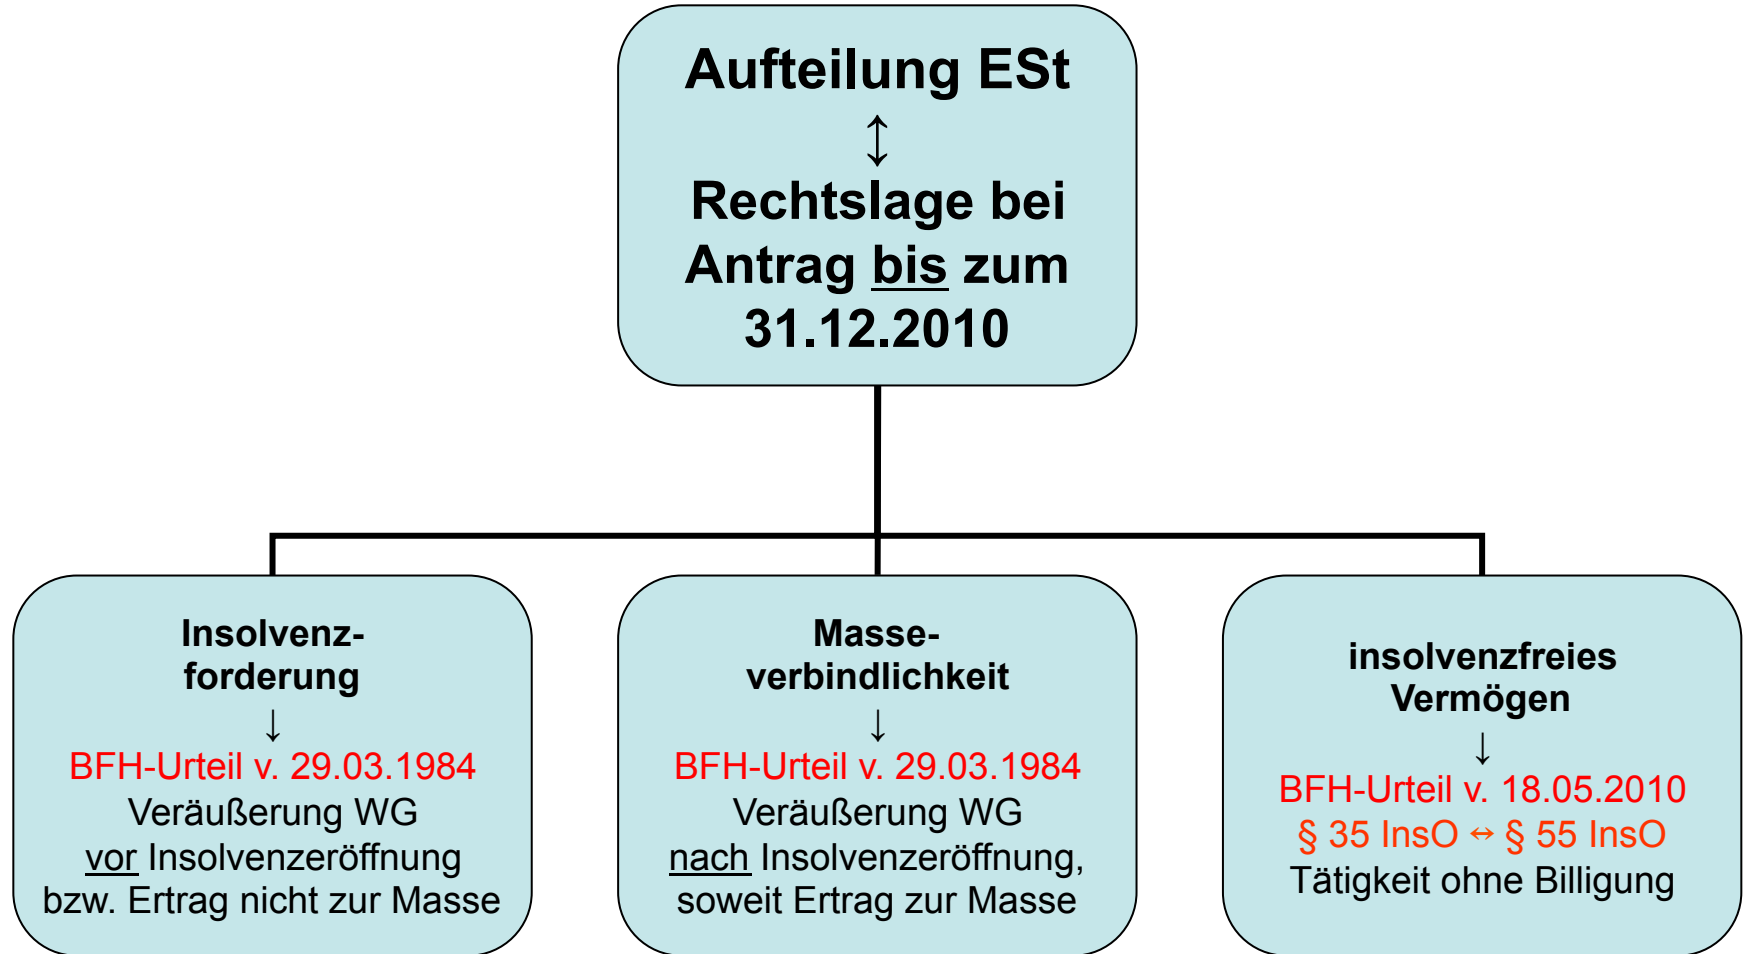 Aufteilung ESt
↕
Rechtslage bei
Antrag bis zum
31.12.2010
Insolvenz-
forderung
↓
BFH-Urteil v. 29.03.1984
Veräußerung WG
vor Insolvenzeröffnung
bzw. Ertrag nicht zur Masse
Masse-
verbindlichkeit
↓
BFH-Urteil v. 29.03.1984
Veräußerung WG
nach Insolvenzeröffnung,
soweit Ertrag zur Masse
insolvenzfreies
Vermögen
↓
BFH-Urteil v. 18.05.2010
§ 35 InsO ↔ § 55 InsO
Tätigkeit ohne Billigung